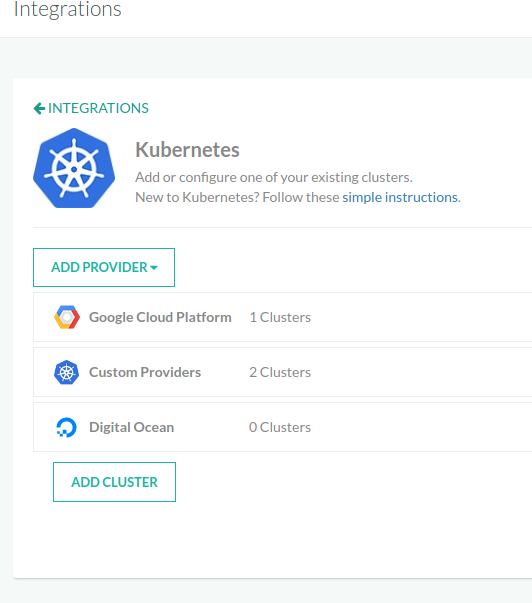 Integrations
INTEGRATIONS
Kubernetes
Add or configure one of your existing clusters.
New to Kubernetes? Follow these simple instructions.
ADD PROVIDER
Google Cloud Platform 1 Clusters
Custom Providers 2 Clusters
Digital Ocean 0 Clusters
ADD CLUSTER